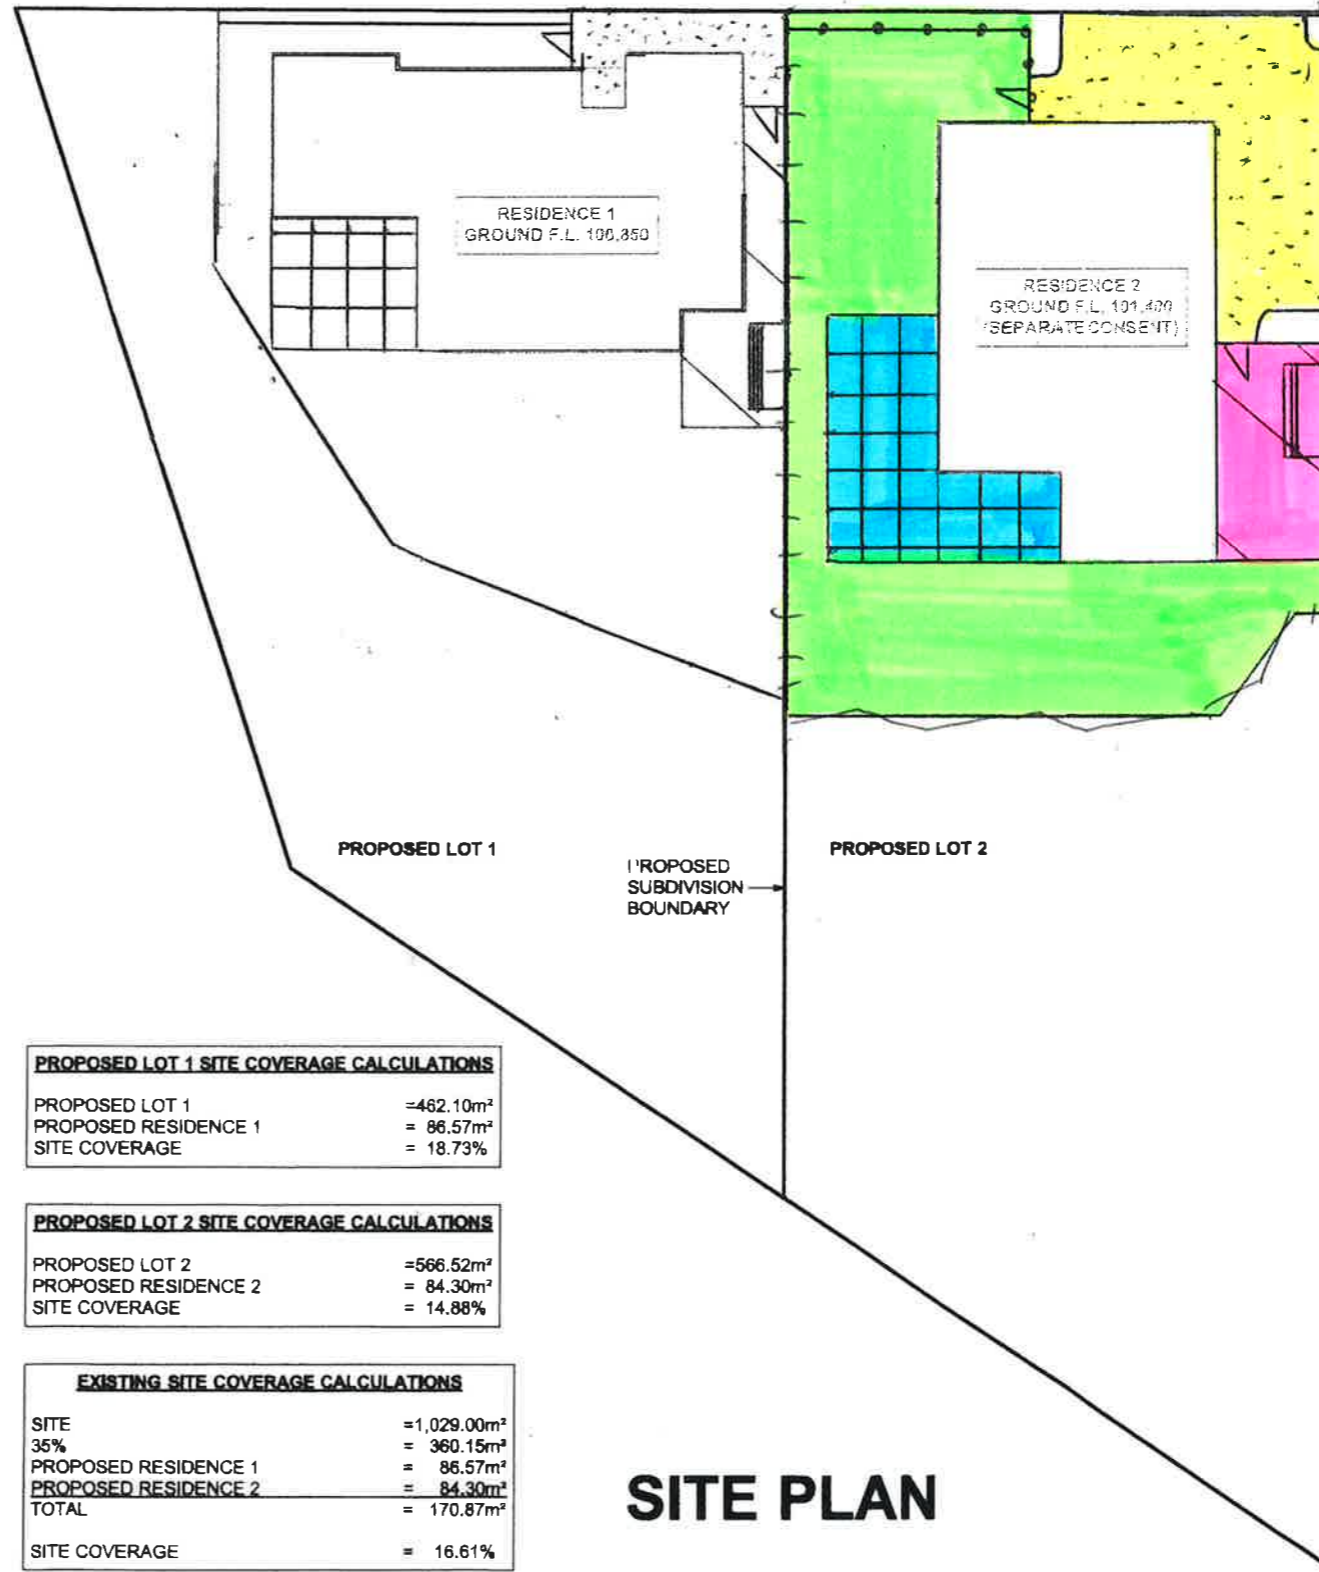 RESIDENCE 1
GROUND F.L. 100,850
RESIDENCE 2
GROUND F.L. 101,400
(SEPARATE CONSENT)
PROPOSED LOT 1
PROPOSED
SUBDIVISION
BOUNDARY
PROPOSED LOT 2
PROPOSED LOT 1 SITE COVERAGE CALCULATIONS
PROPOSED LOT 1 =462.10m²
PROPOSED RESIDENCE 1 = 86.57m²
SITE COVERAGE = 18.73%
PROPOSED LOT 2 SITE COVERAGE CALCULATIONS
PROPOSED LOT 2 =566.52m²
PROPOSED RESIDENCE 2 = 84.30m²
SITE COVERAGE = 14.88%
EXISTING SITE COVERAGE CALCULATIONS
SITE =1,029.00m²
35% = 360.15m²
PROPOSED RESIDENCE 1 = 86.57m²
PROPOSED RESIDENCE 2 = 84.30m²
TOTAL = 170.87m²
SITE COVERAGE = 16.61%
SITE PLAN